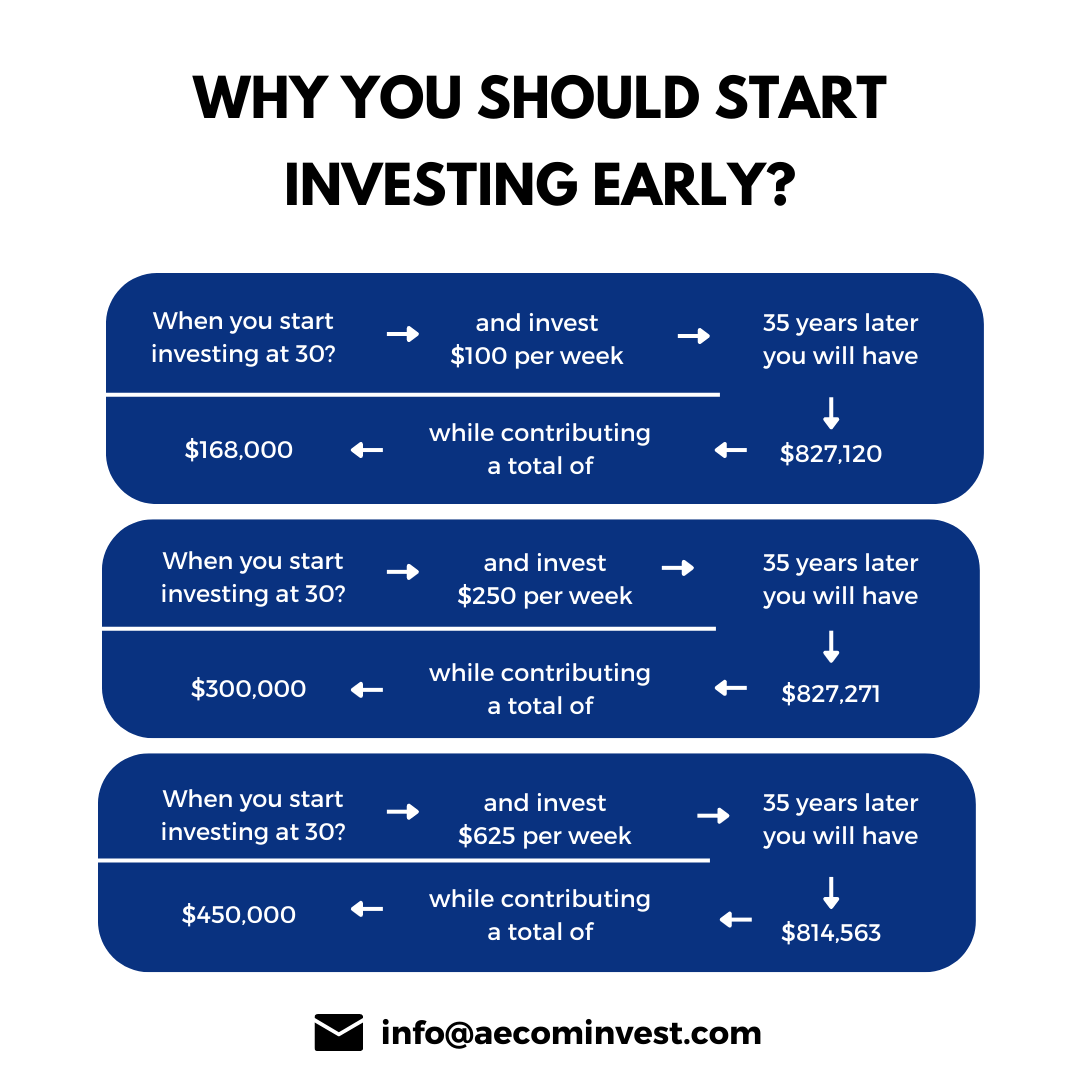 WHY YOU SHOULD START
INVESTING EARLY?
When you start
investing at 30?
and invest
$100 per week
35 years later
you will have
$827,120
while contributing
a total of
$168,000
When you start
investing at 30?
and invest
$250 per week
35 years later
you will have
$827,271
while contributing
a total of
$300,000
When you start
investing at 30?
and invest
$625 per week
35 years later
you will have
$814,563
while contributing
a total of
$450,000
info@aecominvest.com